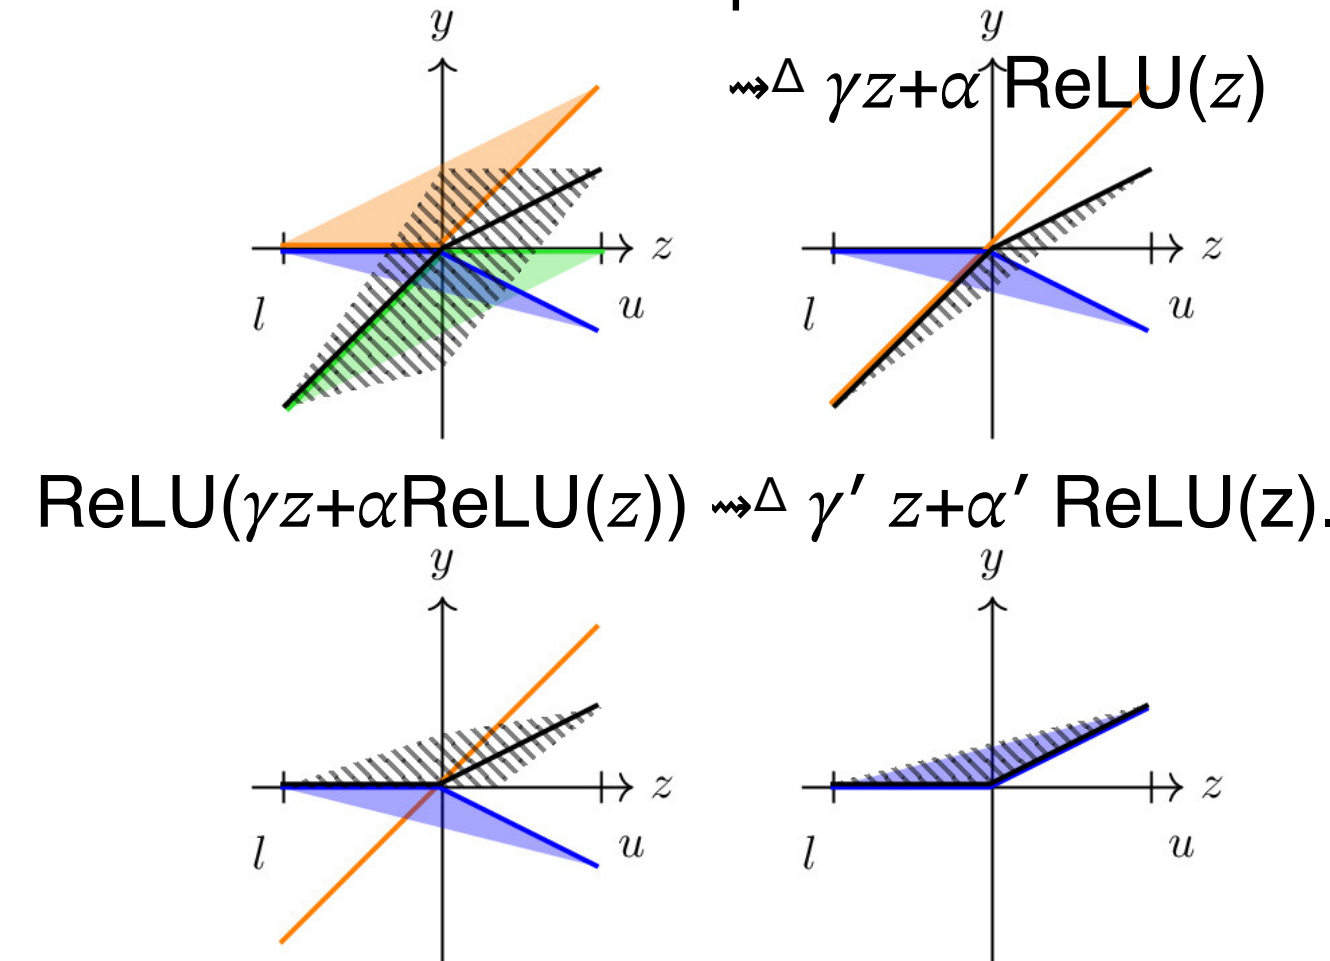 y y
⇝Δ γz+α ReLU(z)
z z
l u l u
ReLU(γz+αReLU(z)) ⇝Δ γ′ z+α′ ReLU(z).
y y
z z
l u l u